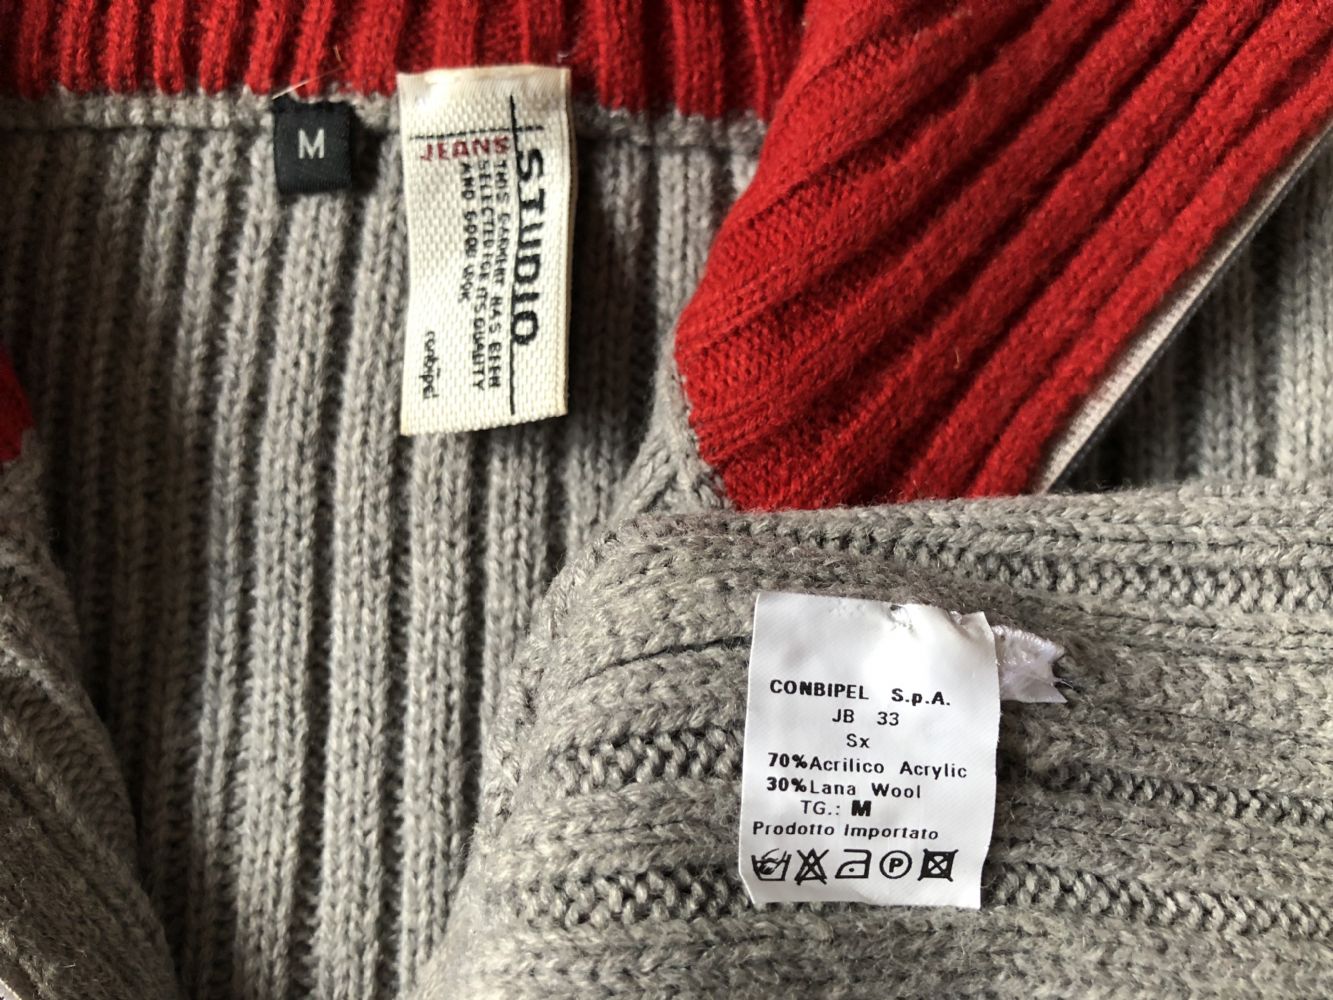 M
STUDIO
JEANS
THIS GARMENT HAS BEEN
SELECTED FOR ITS QUALITY
AND GOOD WORK
conbipel
CONBIPEL S.p.A.
JB 33
Sx
70%Acrilico Acrylic
30%Lana Wool
TG.: M
Prodotto Importato
P